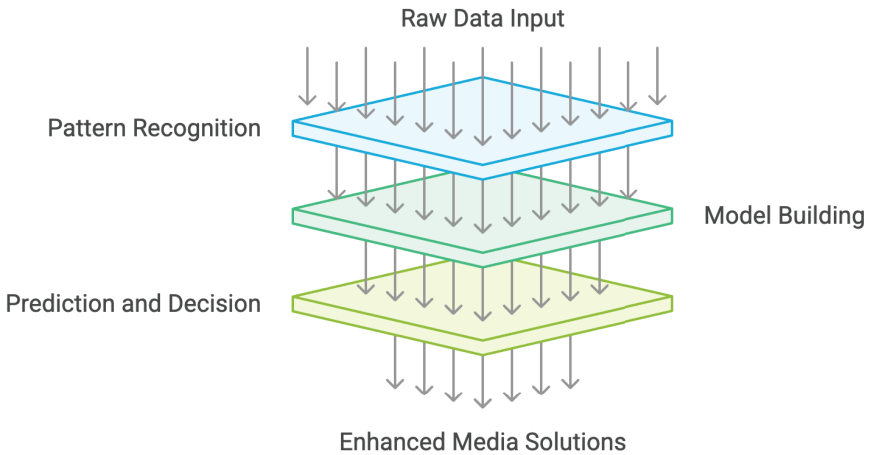 Raw Data Input
Pattern Recognition
Model Building
Prediction and Decision
Enhanced Media Solutions